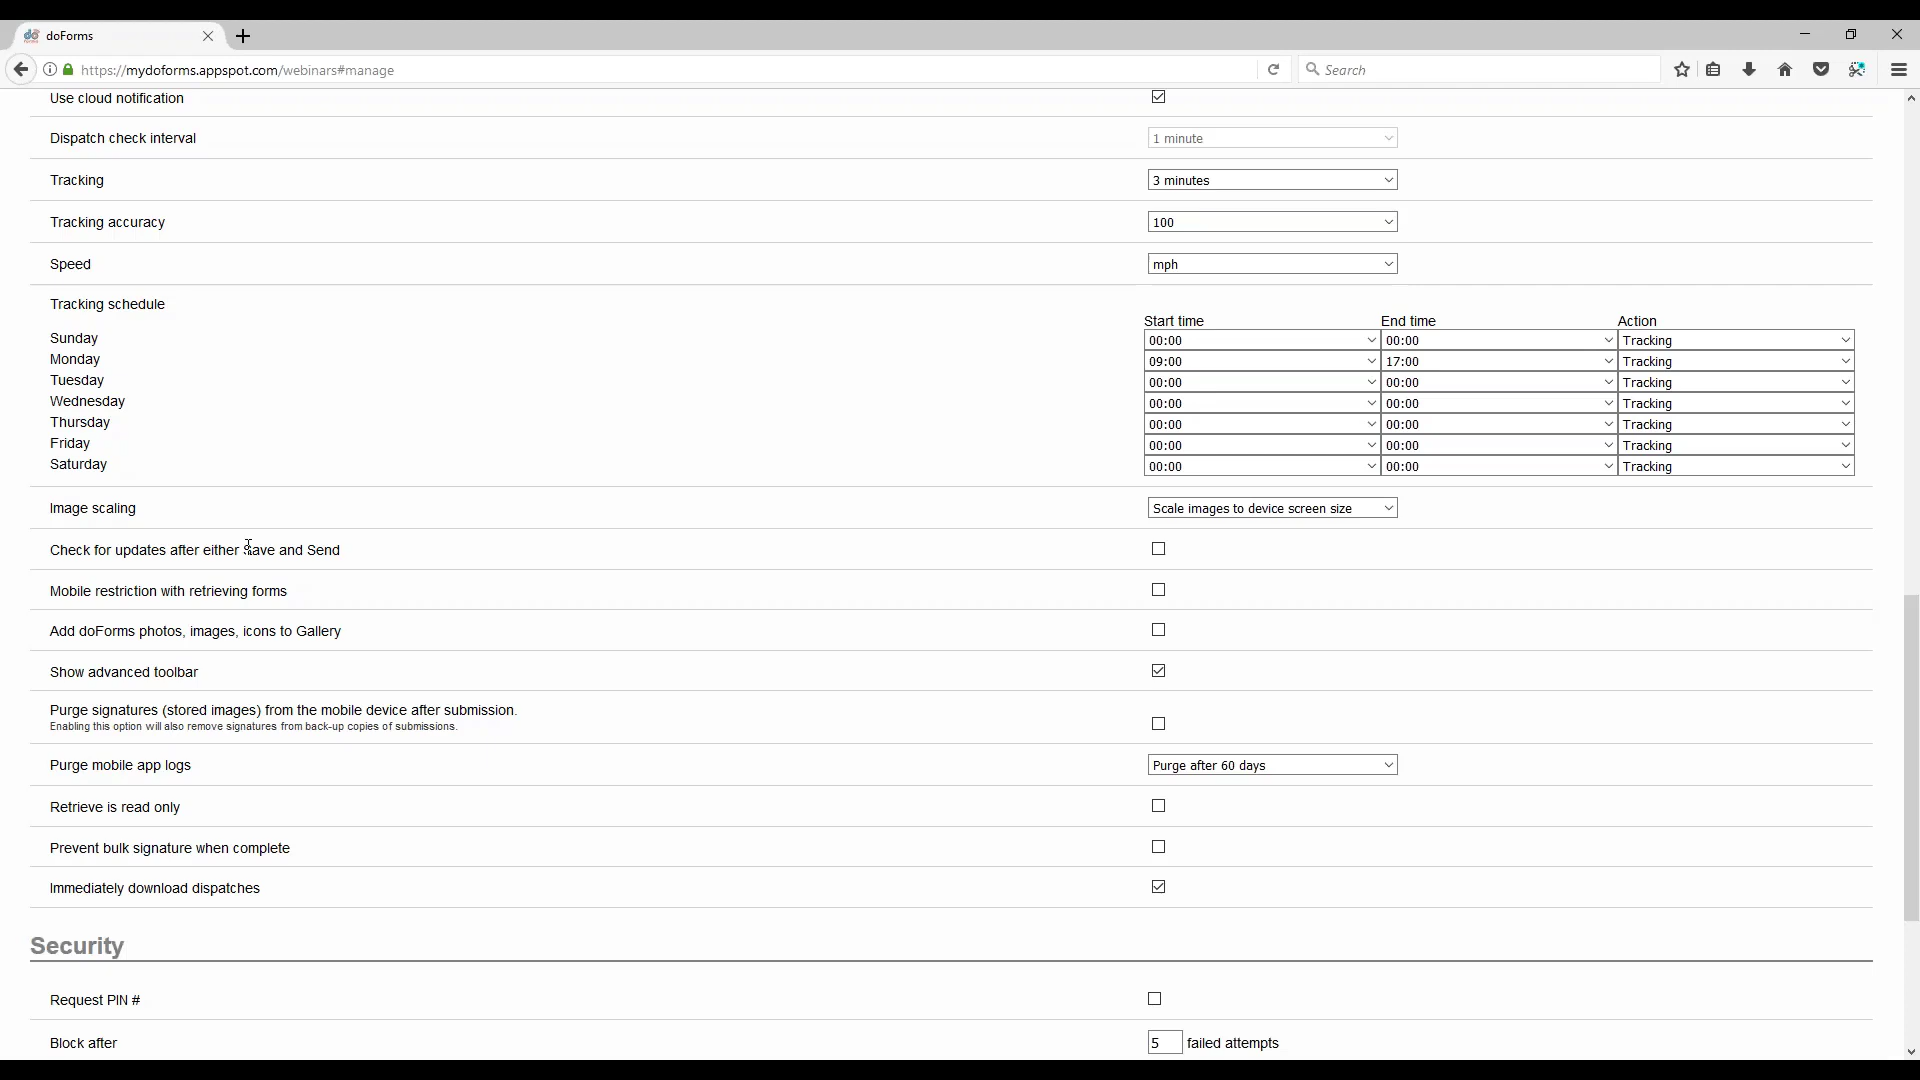 doForms
https://mydoforms.appspot.com/webinars#manage
Search
Use cloud notification
Dispatch check interval 1 minute
Tracking 3 minutes
Tracking accuracy 100
Speed mph
Tracking schedule
Start time End time Action
Sunday 00:00 00:00 Tracking
Monday 09:00 17:00 Tracking
Tuesday 00:00 00:00 Tracking
Wednesday 00:00 00:00 Tracking
Thursday 00:00 00:00 Tracking
Friday 00:00 00:00 Tracking
Saturday 00:00 00:00 Tracking
Image scaling Scale images to device screen size
Check for updates after either Save and Send
Mobile restriction with retrieving forms
Add doForms photos, images, icons to Gallery
Show advanced toolbar
Purge signatures (stored images) from the mobile device after submission.
Enabling this option will also remove signatures from back-up copies of submissions.
Purge mobile app logs Purge after 60 days
Retrieve is read only
Prevent bulk signature when complete
Immediately download dispatches
Security
Request PIN #
Block after 5 failed attempts